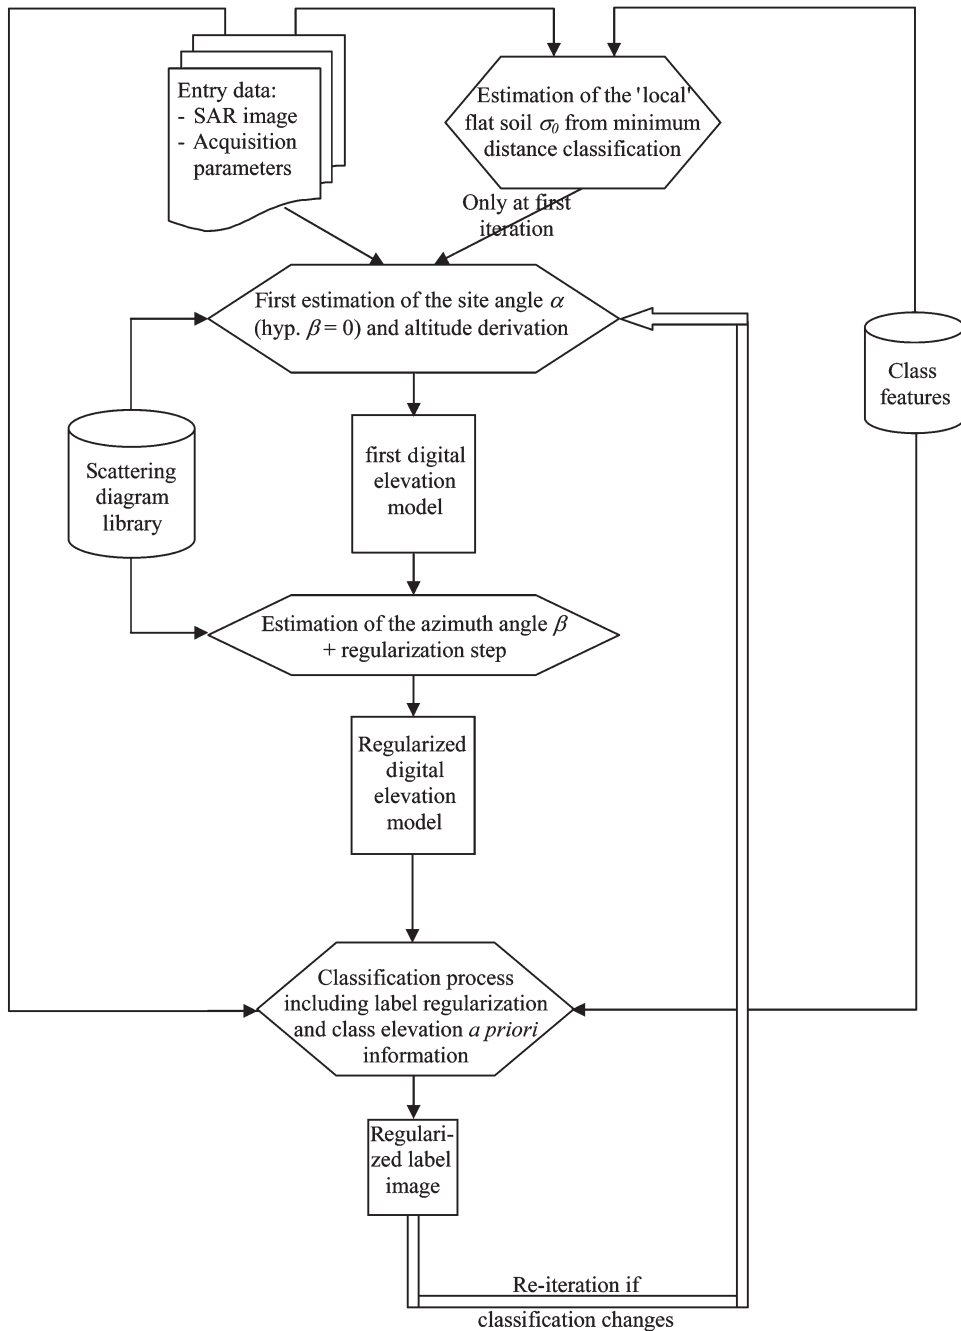 Entry data:
- SAR image
- Acquisition
parameters
Estimation of the 'local'
flat soil σ0 from minimum
distance classification
Only at first
iteration
First estimation of the site angle α
(hyp. β = 0) and altitude derivation
Class
features
Scattering
diagram
library
first digital
elevation
model
Estimation of the azimuth angle β
+ regularization step
Regularized
digital
elevation
model
Classification process
including label regularization
and class elevation a priori
information
Regulari-
zed label
image
Re-iteration if
classification changes